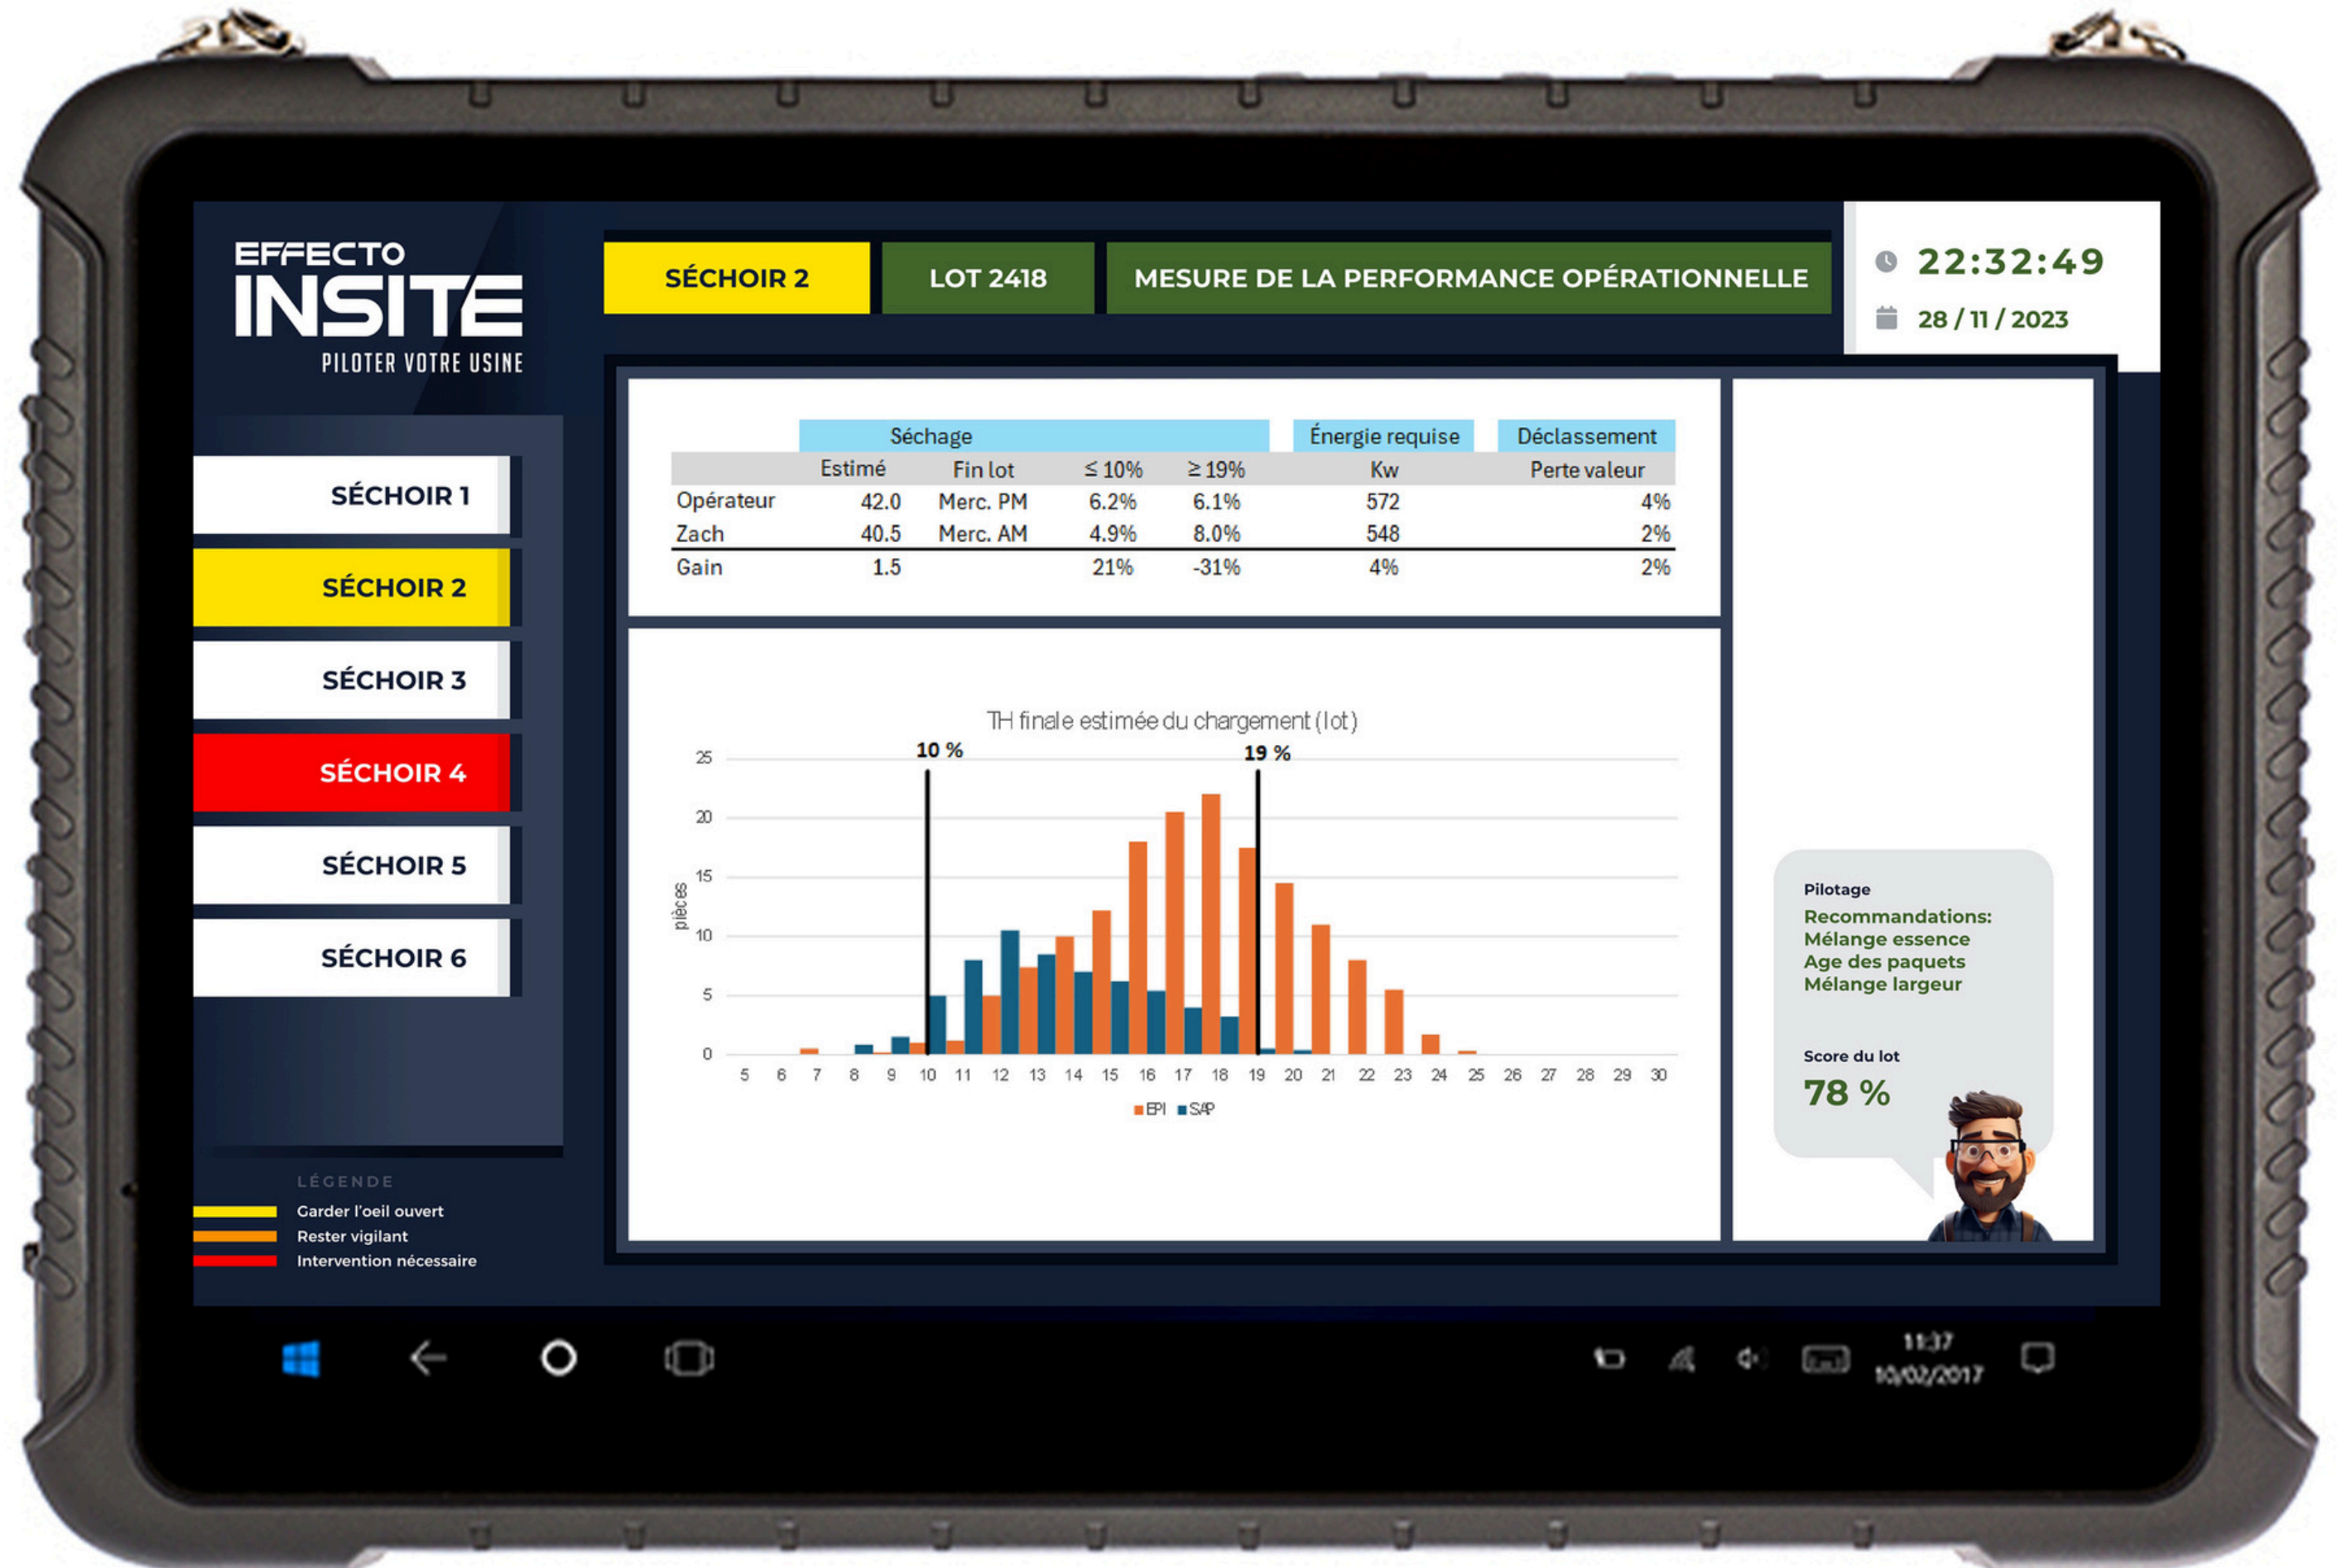 EFFECTO
INSITE
PILOTER VOTRE USINE
SÉCHOIR 2
LOT 2418
MESURE DE LA PERFORMANCE OPÉRATIONNELLE
22:32:49
28 / 11 / 2023
SÉCHOIR 1
SÉCHOIR 2
SÉCHOIR 3
SÉCHOIR 4
SÉCHOIR 5
SÉCHOIR 6
LÉGENDE
Garder l'oeil ouvert
Rester vigilant
Intervention nécessaire
Séchage Énergie requise Déclassement
Estimé Fin lot ≤ 10% ≥ 19% Kw Perte valeur
Opérateur 42.0 Merc. PM 6.2% 6.1% 572 4%
Zach 40.5 Merc. AM 4.9% 8.0% 548 2%
Gain 1.5 21% -31% 4% 2%
TH finale estimée du chargement (lot)
10 % 19 %
25
20
15
10
5
0
pièces
5 6 7 8 9 10 11 12 13 14 15 16 17 18 19 20 21 22 23 24 25 26 27 28 29 30
EPI SAP
Pilotage
Recommandations:
Mélange essence
Age des paquets
Mélange largeur
Score du lot
78 %
11:37
10/02/2017